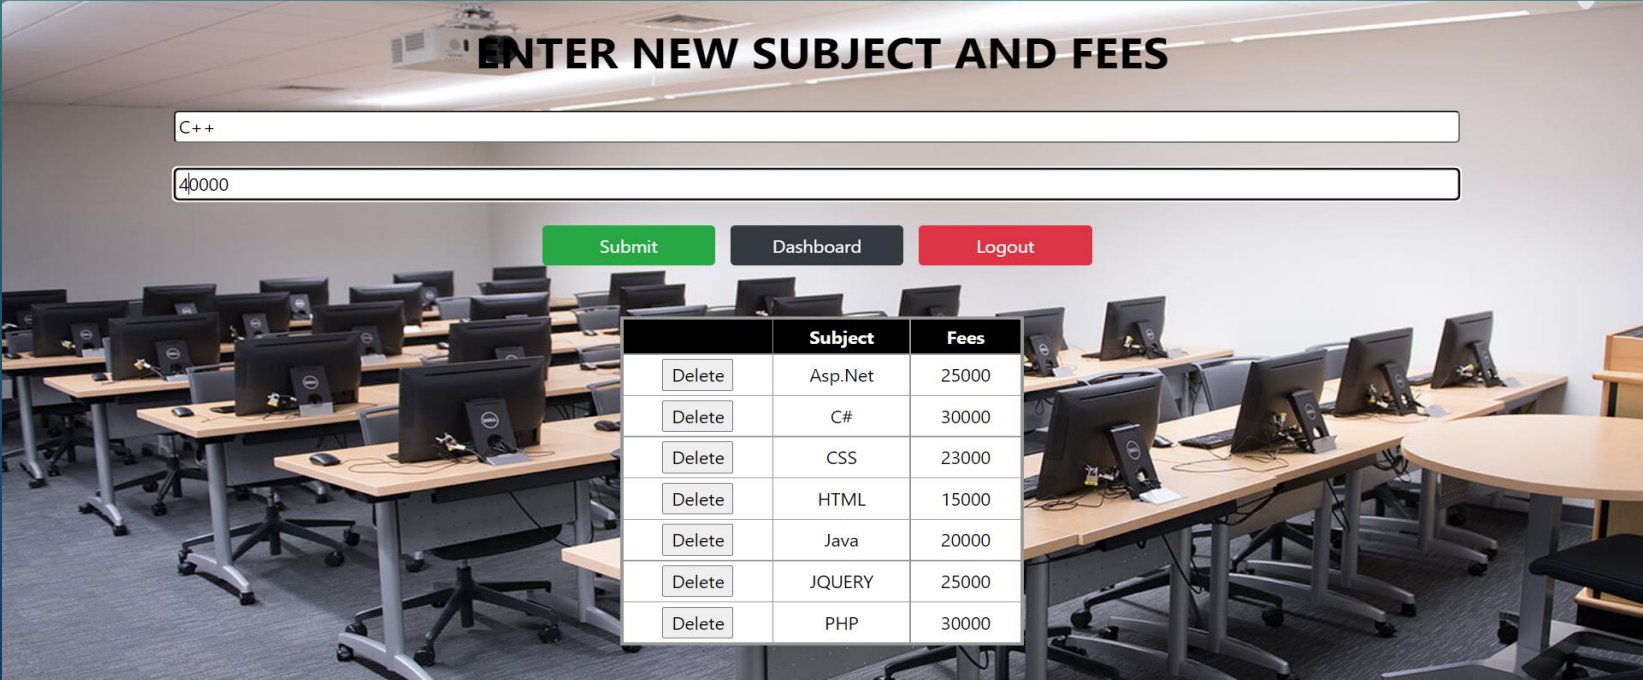 ENTER NEW SUBJECT AND FEES
C++
40000
Submit Dashboard Logout
Subject Fees
Delete Asp.Net 25000
Delete C# 30000
Delete CSS 23000
Delete HTML 15000
Delete Java 20000
Delete JQUERY 25000
Delete PHP 30000